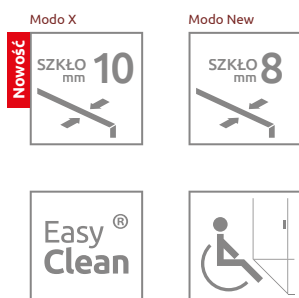 Modo X
Modo New
Nowość
SZKŁO mm 10
SZKŁO mm 8
Easy ®
Clean